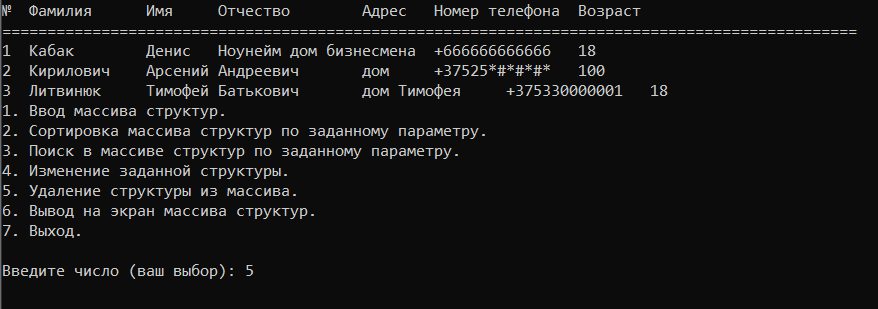 № Фамилия Имя Отчество Адрес Номер телефона Возраст
===============================================================================================
1 Кабак Денис Ноунейм дом бизнесмена +666666666666 18
2 Кирилович Арсений Андреевич дом +37525*#*#*#* 100
3 Литвинюк Тимофей Батькович дом Тимофея +375330000001 18
1. Ввод массива структур.
2. Сортировка массива структур по заданному параметру.
3. Поиск в массиве структур по заданному параметру.
4. Изменение заданной структуры.
5. Удаление структуры из массива.
6. Вывод на экран массива структур.
7. Выход.
Введите число (ваш выбор): 5